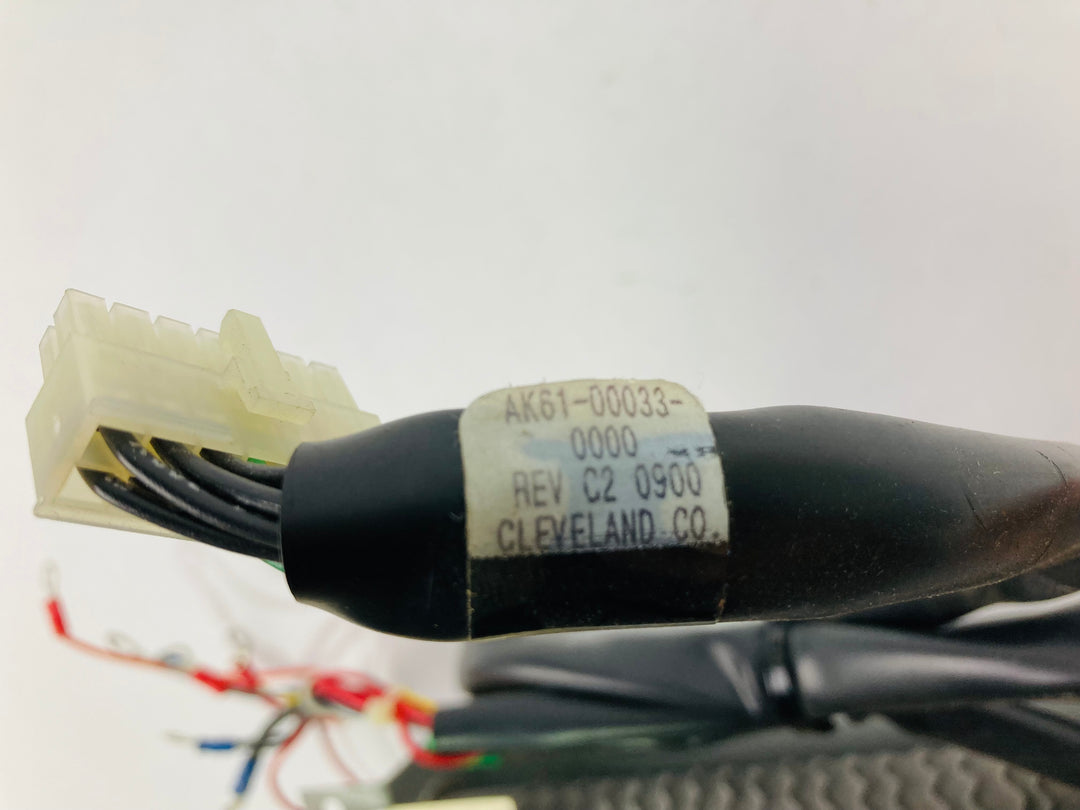 AK61-00033-
0000
REV C2 0900
CLEVELAND CO.